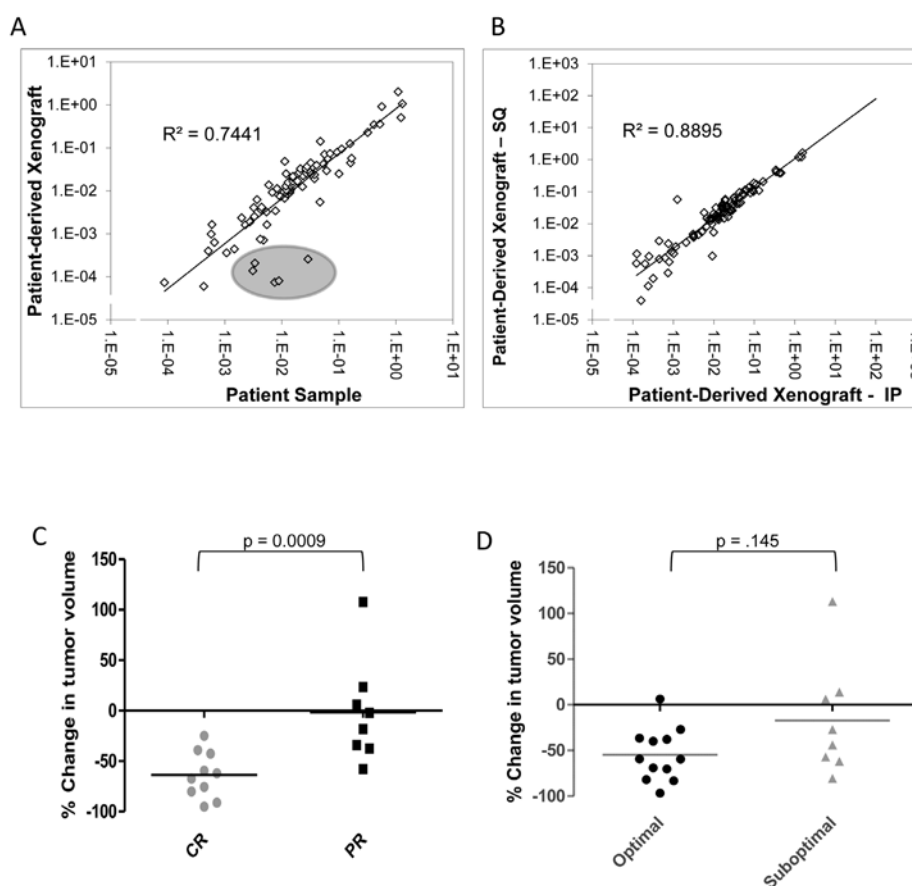 A
B
Patient-derived Xenograft
1.E+01
1.E+00
1.E-01
1.E-02
1.E-03
1.E-04
1.E-05
R² = 0.7441
1.E-05
1.E-04
1.E-03
1.E-02
1.E-01
1.E+00
1.E+01
Patient Sample
Patient-Derived Xenograft – SQ
1.E+03
1.E+02
1.E+01
1.E+00
1.E-01
1.E-02
1.E-03
1.E-04
1.E-05
R² = 0.8895
1.E-05
1.E-04
1.E-03
1.E-02
1.E-01
1.E+00
1.E+01
1.E+02
Patient-Derived Xenograft - IP
C
p = 0.0009
% Change in tumor volume
150
100
50
0
-50
-100
CR
PR
D
p = .145
% Change in tumor volume
150
100
50
0
-50
-100
Optimal
Suboptimal